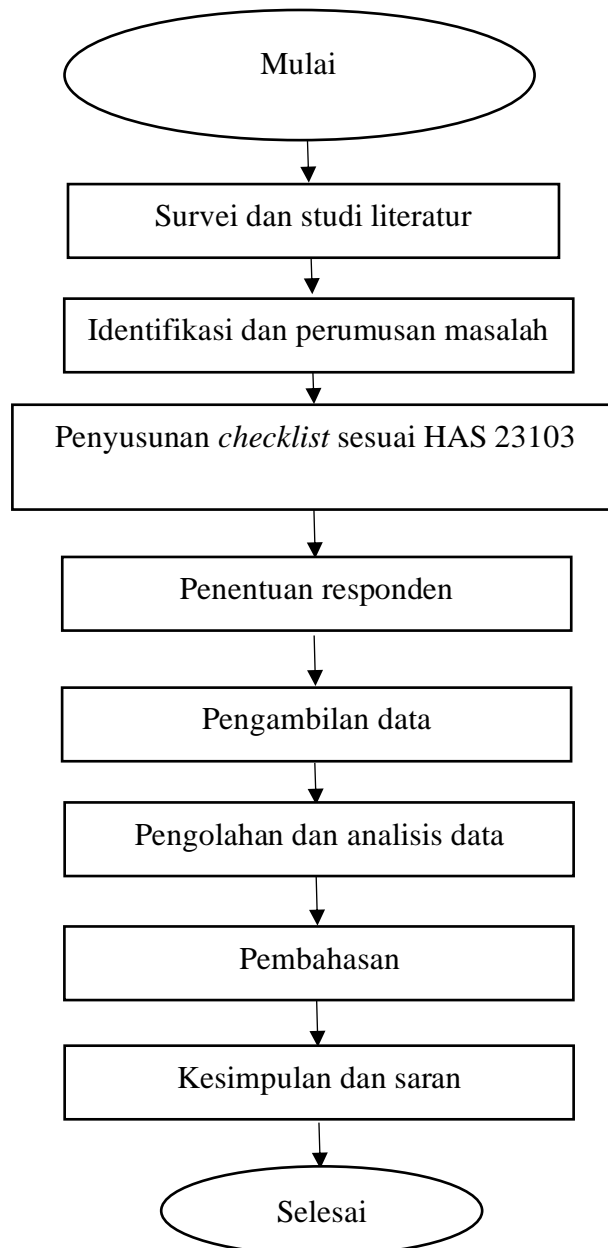 Mulai
Survei dan studi literatur
Identifikasi dan perumusan masalah
Penyusunan checklist sesuai HAS 23103
Penentuan responden
Pengambilan data
Pengolahan dan analisis data
Pembahasan
Kesimpulan dan saran
Selesai